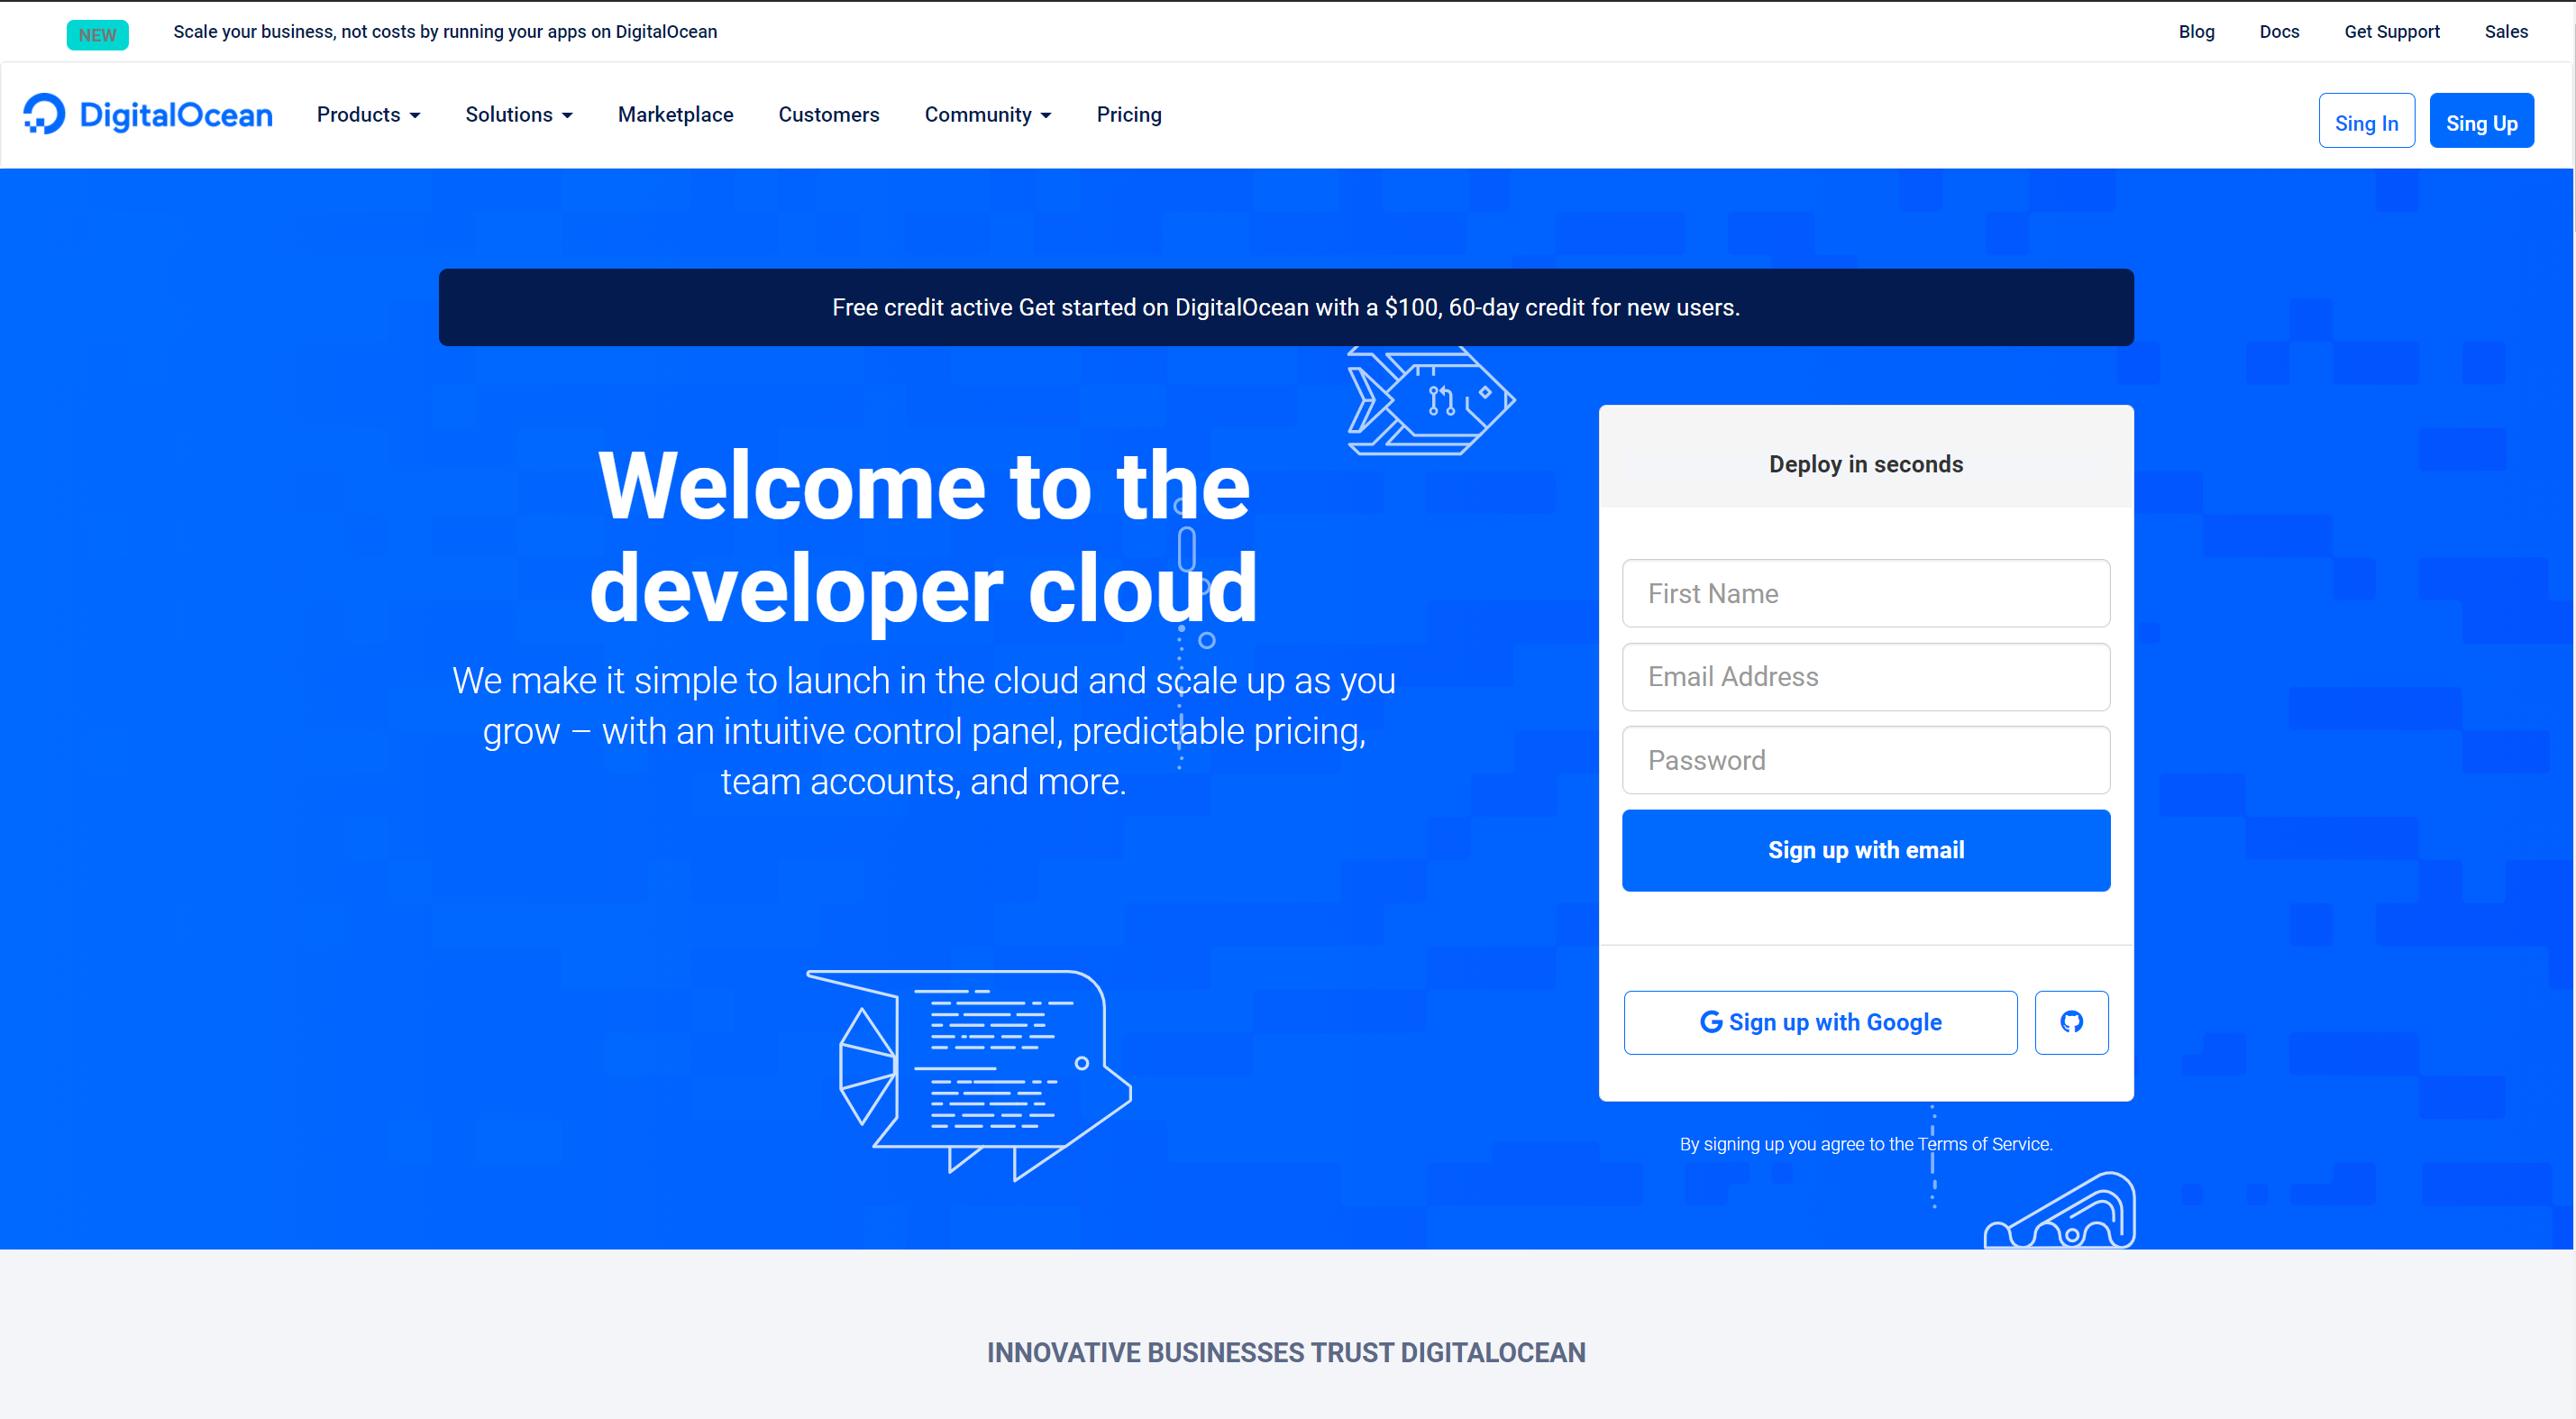 NEW
Scale your business, not costs by running your apps on DigitalOcean
Blog
Docs
Get Support
Sales
DigitalOcean
Products
Solutions
Marketplace
Customers
Community
Pricing
Sing In
Sing Up
Free credit active Get started on DigitalOcean with a $100, 60-day credit for new users.
Welcome to the
developer cloud
We make it simple to launch in the cloud and scale up as you
grow – with an intuitive control panel, predictable pricing,
team accounts, and more.
Deploy in seconds
First Name
Email Address
Password
Sign up with email
Sign up with Google
By signing up you agree to the Terms of Service.
INNOVATIVE BUSINESSES TRUST DIGITALOCEAN